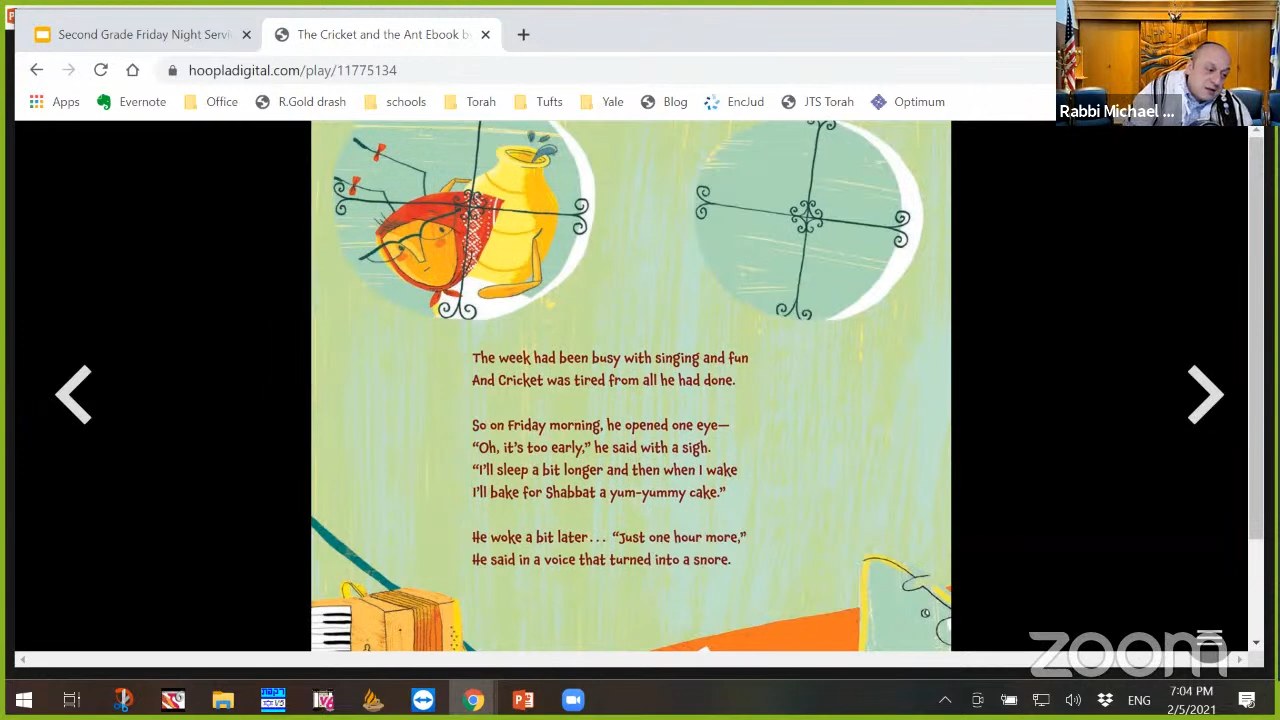 Second Grade Friday Night Servi
The Cricket and the Ant Ebook b
hoopladigital.com/play/11775134
Apps Evernote Office R.Gold drash schools Torah Tufts Yale Blog EncJud JTS Torah Optimum
Rabbi Michael ...
The week had been busy with singing and fun
And Cricket was tired from all he had done.
So on Friday morning, he opened one eye—
“Oh, it’s too early,” he said with a sigh.
“I’ll sleep a bit longer and then when I wake
I’ll bake for Shabbat a yum-yummy cake.”
He woke a bit later... “Just one hour more,”
He said in a voice that turned into a snore.
zoom
ENG
7:04 PM
2/5/2021